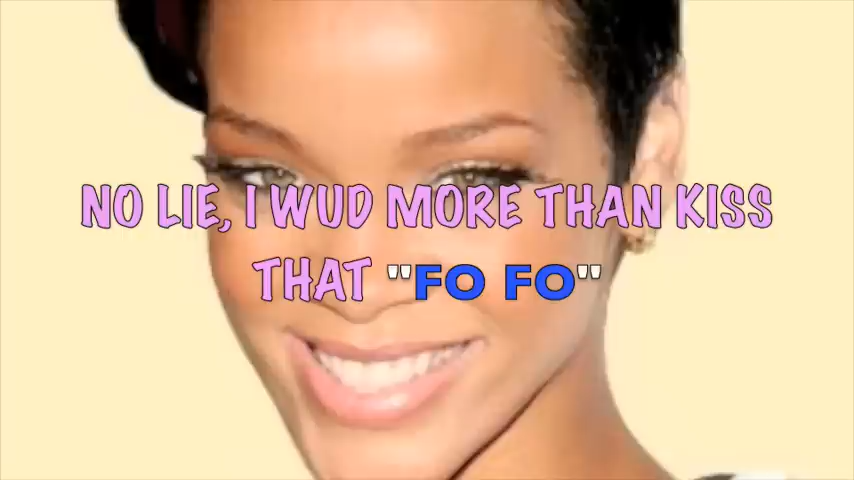 NO LIE, I WUD MORE THAN KISS
THAT "FO FO"